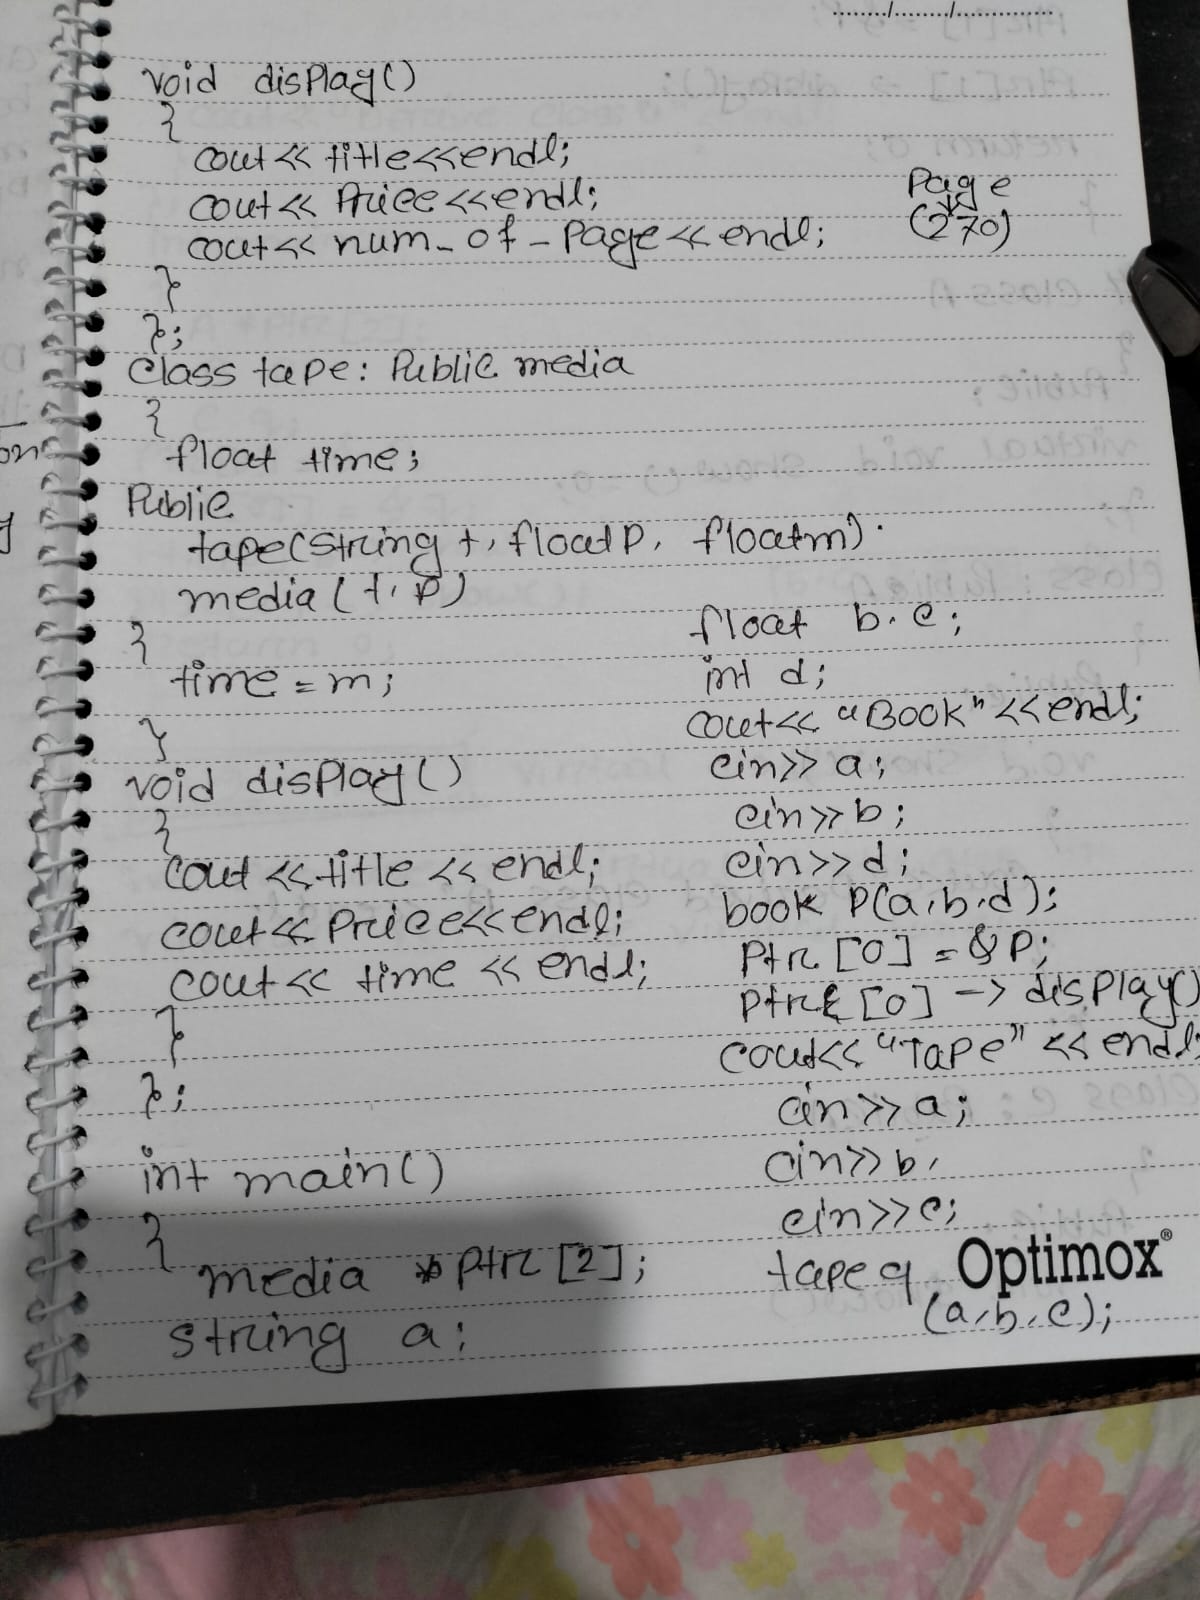 ......../......../..............
void display()
{
cout<< title<<endl;
cout<< Price<<endl;
cout<< num_of_Page<<endl;
Page
(270)
}
};
Class tape: Public media
{
float time;
Public
tape(string t, float P, float m).
media (t, P)
{
time = m;
}
void display()
{
Cout << title << endl;
cout<< Price<<endl;
cout<< time << endl;
}
};
int main()
{
media * Ptr [2];
string a;
float b, c;
int d;
cout<< "BOOK" <<endl;
cin>> a;
cin>> b;
cin>> d;
book P(a,b,d);
Ptr [0] = &P;
Ptr [0] -> display()
cout<< "Tape" << endl;
cin>> a;
cin>> b,
cin>>c;
tape q
(a,b,c);
Optimox®
on
y